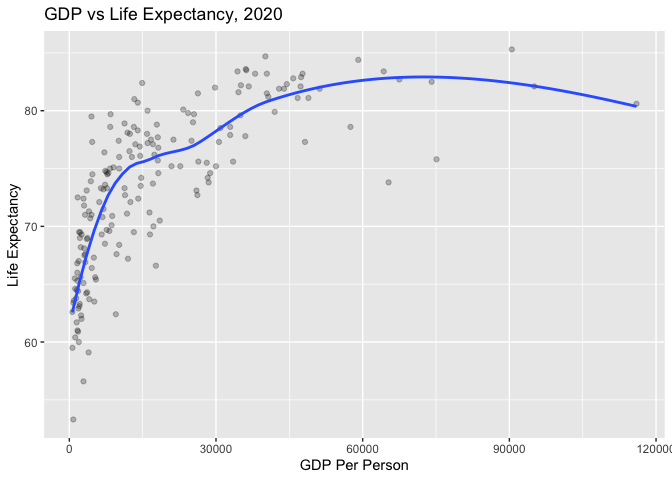 GDP vs Life Expectancy, 2020
Life Expectancy
80
70
60
0 30000 60000 90000 120000
GDP Per Person